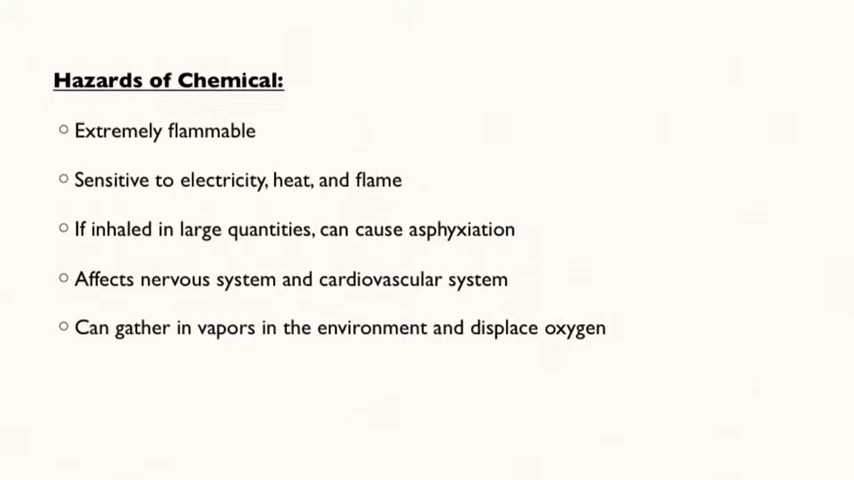 Hazards of Chemical:
○ Extremely flammable
○ Sensitive to electricity, heat, and flame
○ If inhaled in large quantities, can cause asphyxiation
○ Affects nervous system and cardiovascular system
○ Can gather in vapors in the environment and displace oxygen